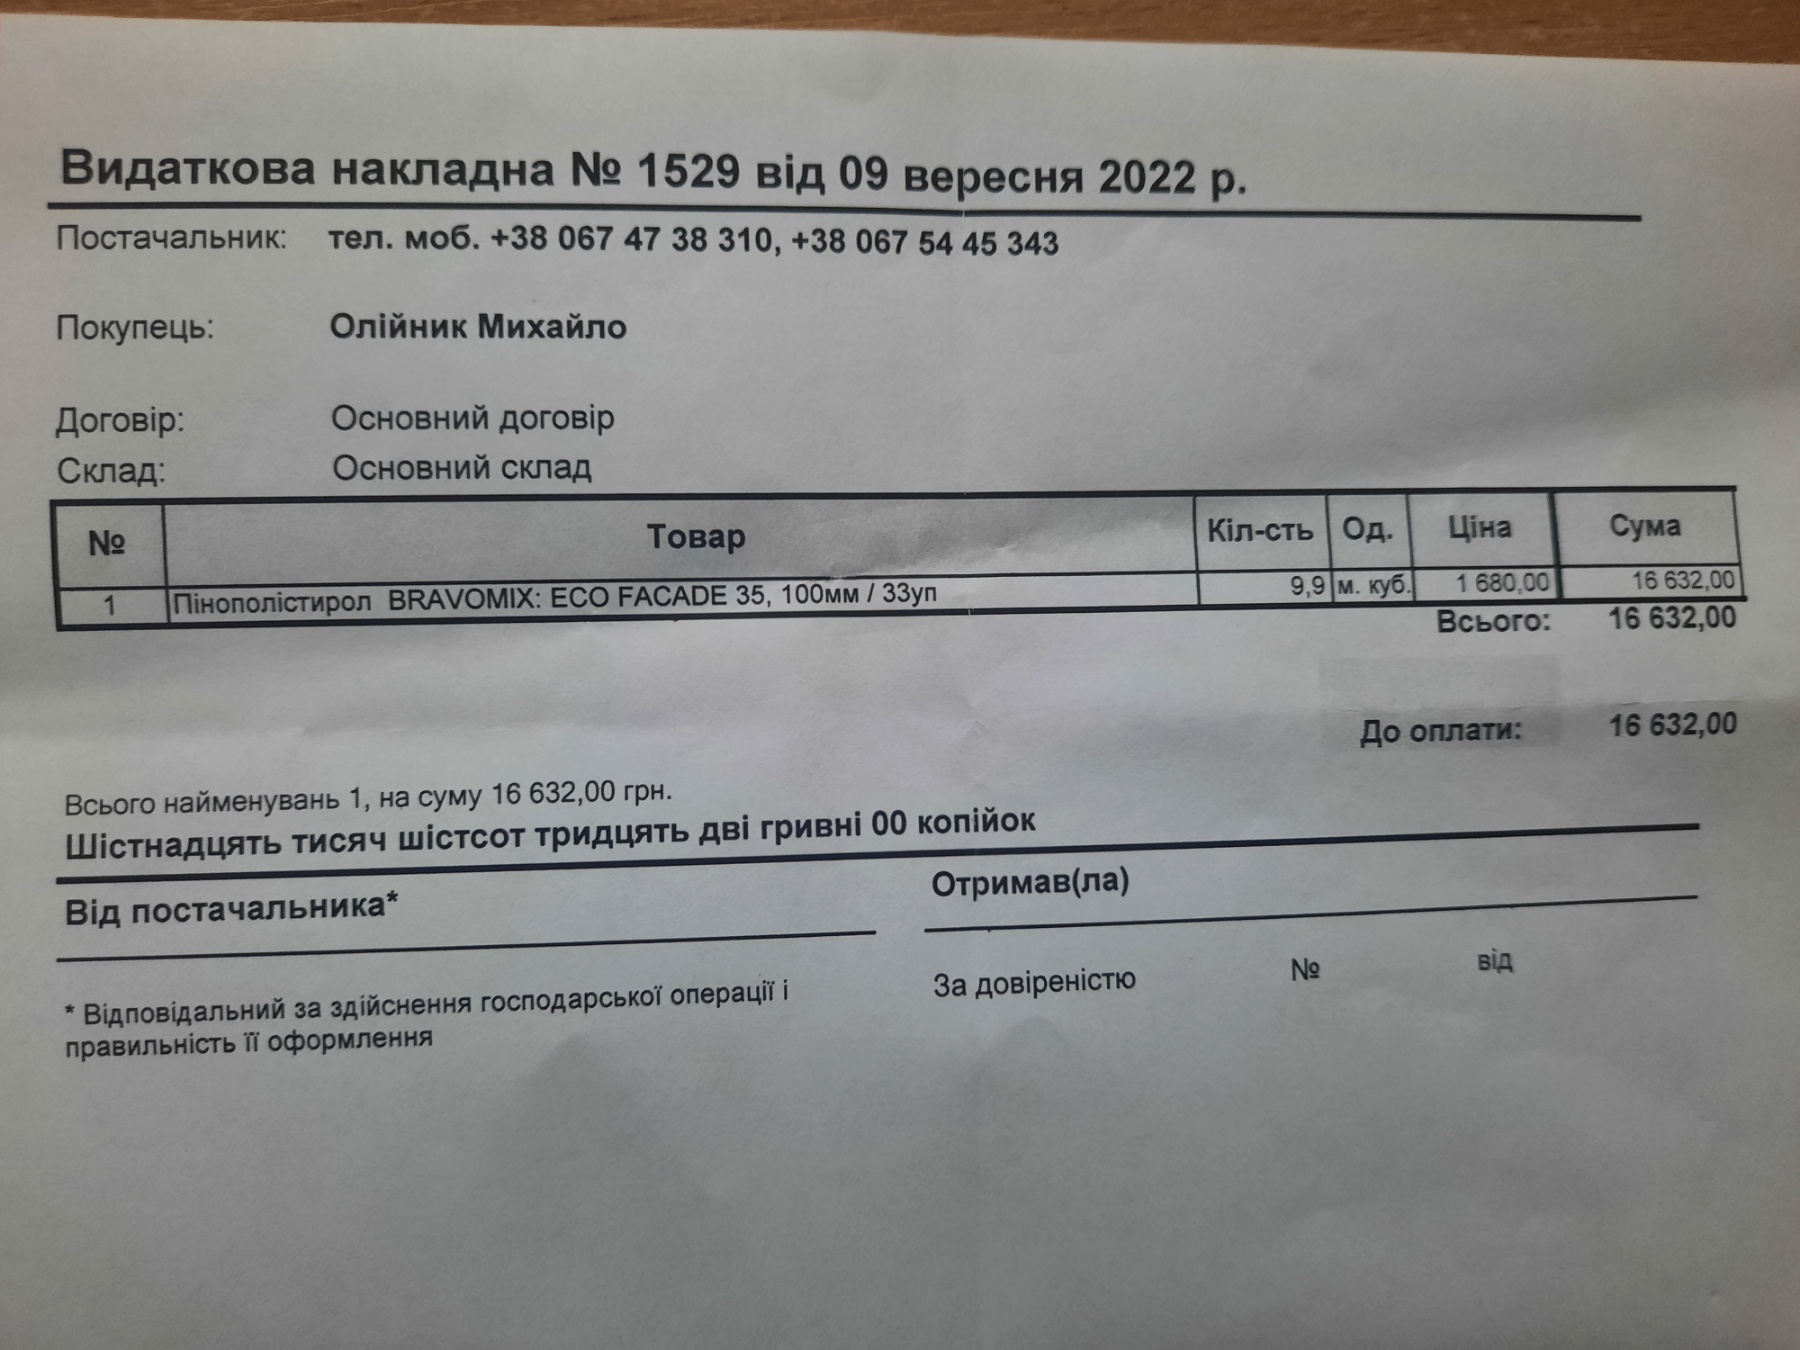 Видаткова накладна № 1529 від 09 вересня 2022 р.
Постачальник: тел. моб. +38 067 47 38 310, +38 067 54 45 343
Покупець: Олійник Михайло
Договір: Основний договір
Склад: Основний склад
№ Товар Кіл-сть Од. Ціна Сума
1 Пінополістирол BRAVOMIX: ECO FACADE 35, 100мм / 33уп 9,9 м. куб. 1 680,00 16 632,00
Всього: 16 632,00
До оплати: 16 632,00
Всього найменувань 1, на суму 16 632,00 грн.
Шістнадцять тисяч шістсот тридцять дві гривні 00 копійок
Від постачальника* Отримав(ла)
За довіреністю № від
* Відповідальний за здійснення господарської операції і
правильність її оформлення